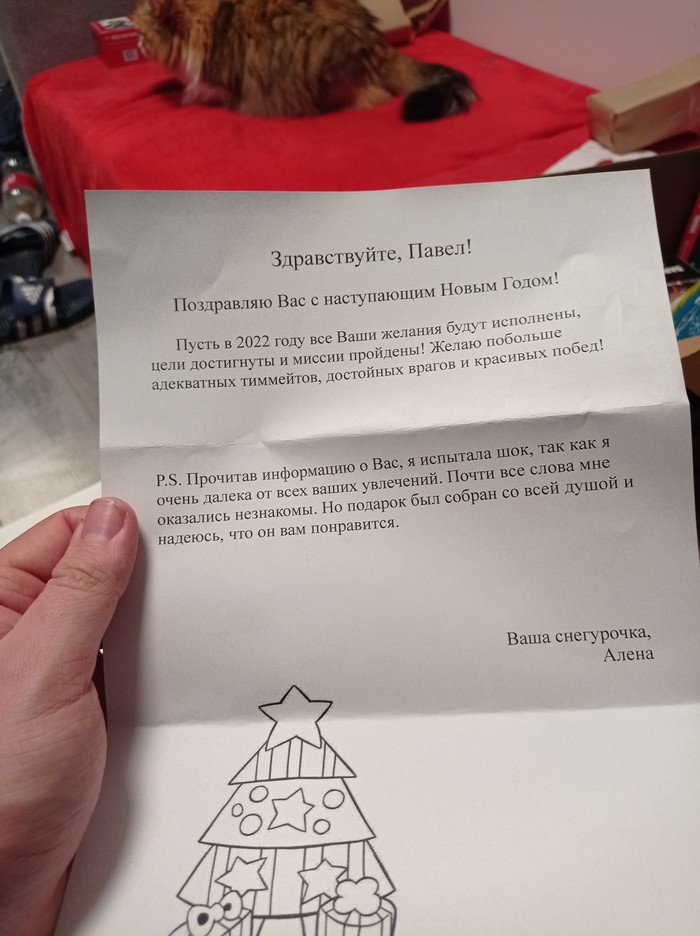 Здравствуйте, Павел!
Поздравляю Вас с наступающим Новым Годом!
Пусть в 2022 году все Ваши желания будут исполнены,
цели достигнуты и миссии пройдены! Желаю побольше
адекватных тиммейтов, достойных врагов и красивых побед!
P.S. Прочитав информацию о Вас, я испытала шок, так как я
очень далека от всех ваших увлечений. Почти все слова мне
оказались незнакомы. Но подарок был собран со всей душой и
надеюсь, что он вам понравится.
Ваша снегурочка,
Алена